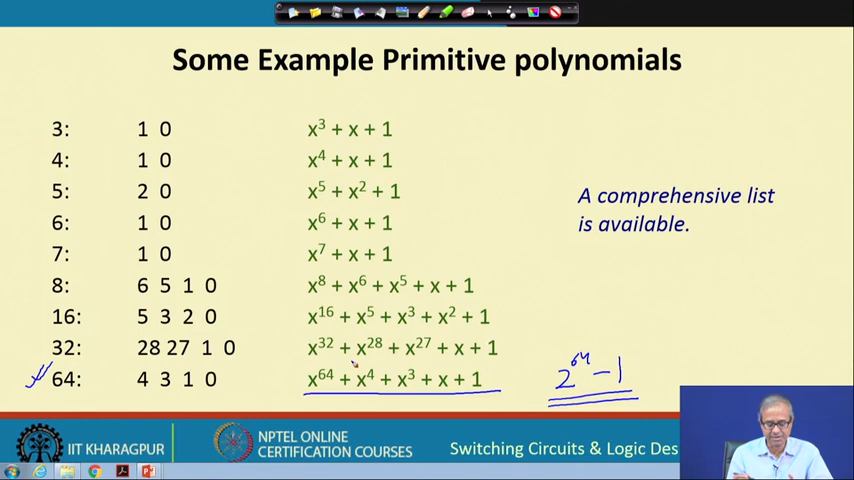 Some Example Primitive polynomials
3: 1 0 x³ + x + 1
4: 1 0 x⁴ + x + 1
5: 2 0 x⁵ + x² + 1
6: 1 0 x⁶ + x + 1
7: 1 0 x⁷ + x + 1
8: 6 5 1 0 x⁸ + x⁶ + x⁵ + x + 1
16: 5 3 2 0 x¹⁶ + x⁵ + x³ + x² + 1
32: 28 27 1 0 x³² + x²⁸ + x²⁷ + x + 1
64: 4 3 1 0 x⁶⁴ + x⁴ + x³ + x + 1
A comprehensive list
is available.
2⁶⁴ - 1
IIT KHARAGPUR
NPTEL ONLINE
CERTIFICATION COURSES
Switching Circuits & Logic Des